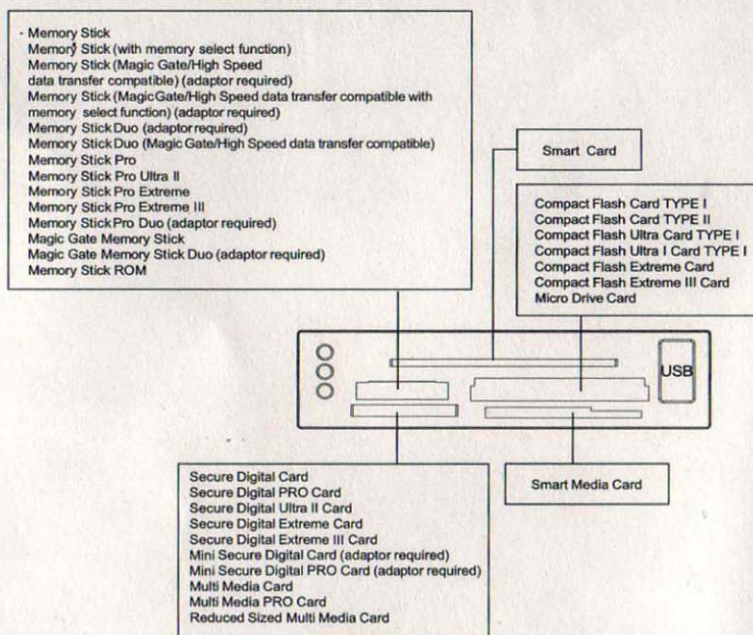 - Memory Stick
Memory Stick (with memory select function)
Memory Stick (Magic Gate/High Speed
data transfer compatible) (adaptor required)
Memory Stick (MagicGate/High Speed data transfer compatible with
memory select function) (adaptor required)
Memory Stick Duo (adaptor required)
Memory Stick Duo (Magic Gate/High Speed data transfer compatible)
Memory Stick Pro
Memory Stick Pro Ultra II
Memory Stick Pro Extreme
Memory Stick Pro Extreme III
Memory Stick Pro Duo (adaptor required)
Magic Gate Memory Stick
Magic Gate Memory Stick Duo (adaptor required)
Memory Stick ROM
Smart Card
Compact Flash Card TYPE I
Compact Flash Card TYPE II
Compact Flash Ultra Card TYPE I
Compact Flash Ultra I Card TYPE I
Compact Flash Extreme Card
Compact Flash Extreme III Card
Micro Drive Card
USB
Secure Digital Card
Secure Digital PRO Card
Secure Digital Ultra II Card
Secure Digital Extreme Card
Secure Digital Extreme III Card
Mini Secure Digital Card (adaptor required)
Mini Secure Digital PRO Card (adaptor required)
Multi Media Card
Multi Media PRO Card
Reduced Sized Multi Media Card
Smart Media Card